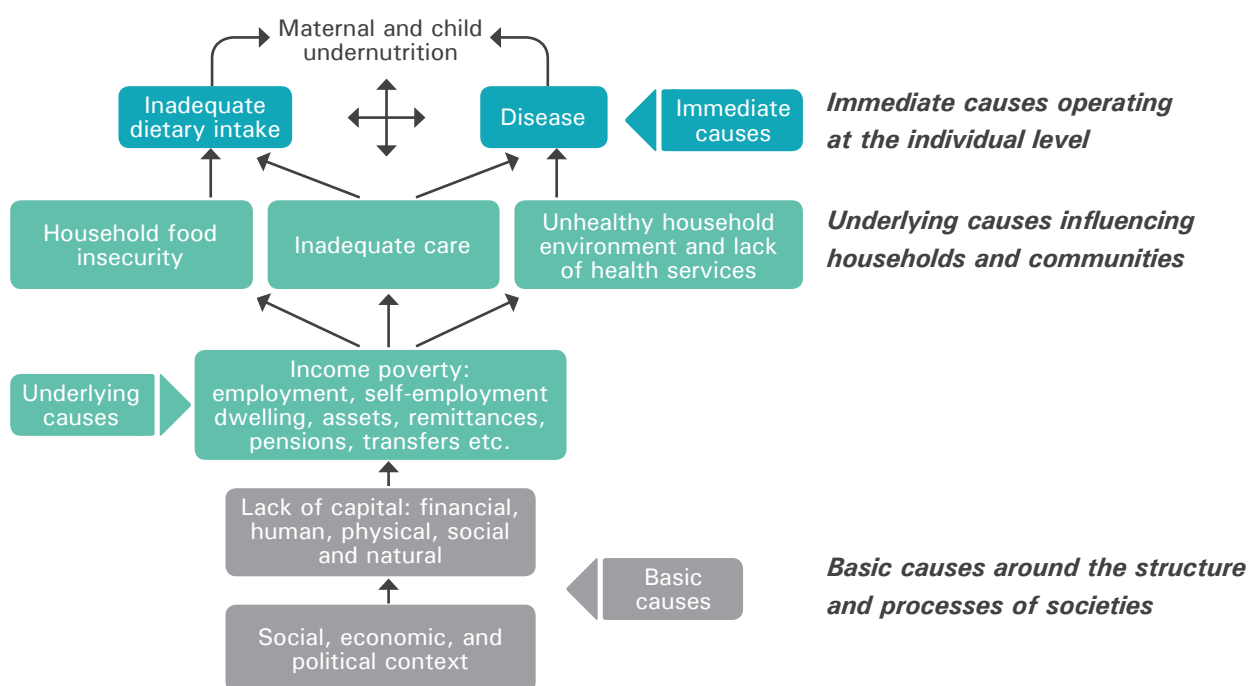 Maternal and child
undernutrition
Inadequate
dietary intake
Disease
Immediate
causes
Immediate causes operating
at the individual level
Household food
insecurity
Inadequate care
Unhealthy household
environment and lack
of health services
Underlying causes influencing
households and communities
Underlying
causes
Income poverty:
employment, self-employment
dwelling, assets, remittances,
pensions, transfers etc.
Lack of capital: financial,
human, physical, social
and natural
Basic
causes
Basic causes around the structure
and processes of societies
Social, economic, and
political context